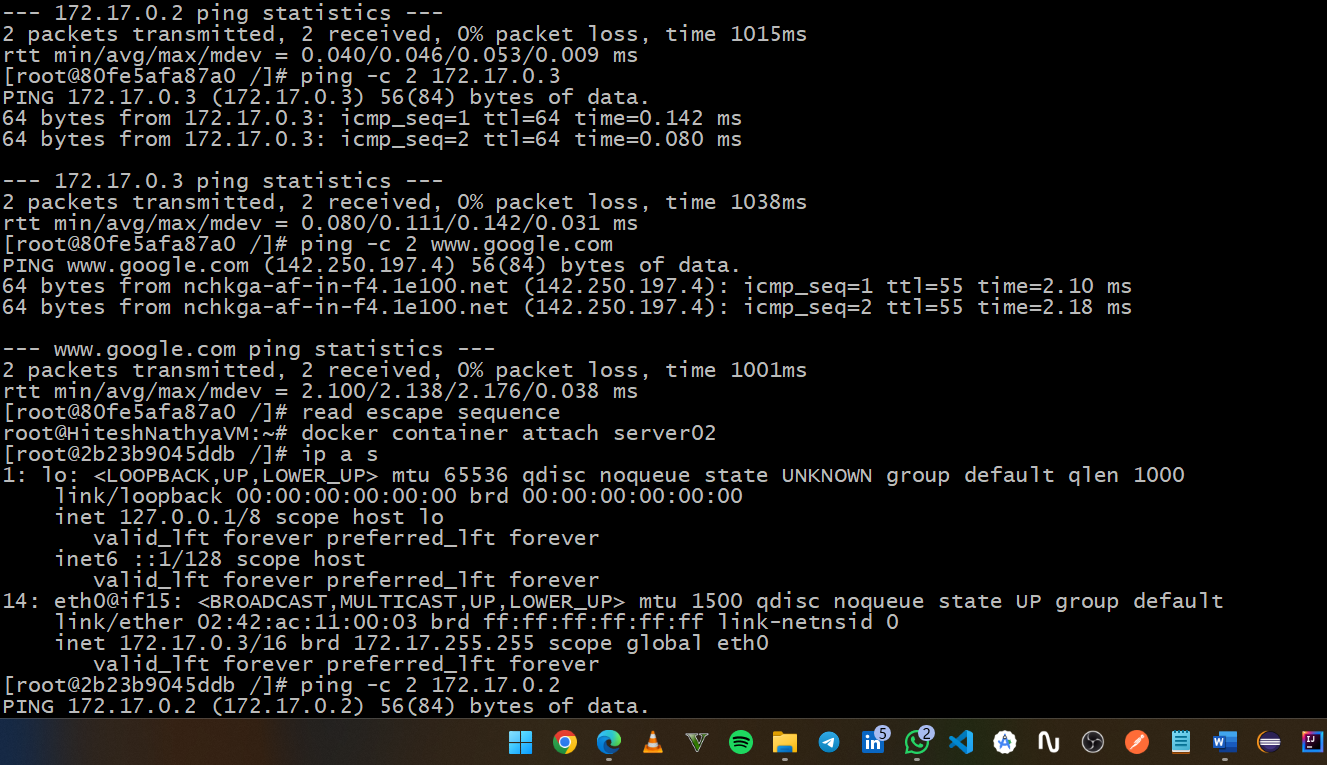 --- 172.17.0.2 ping statistics ---
2 packets transmitted, 2 received, 0% packet loss, time 1015ms
rtt min/avg/max/mdev = 0.040/0.046/0.053/0.009 ms
[root@80fe5afa87a0 /]# ping -c 2 172.17.0.3
PING 172.17.0.3 (172.17.0.3) 56(84) bytes of data.
64 bytes from 172.17.0.3: icmp_seq=1 ttl=64 time=0.142 ms
64 bytes from 172.17.0.3: icmp_seq=2 ttl=64 time=0.080 ms
--- 172.17.0.3 ping statistics ---
2 packets transmitted, 2 received, 0% packet loss, time 1038ms
rtt min/avg/max/mdev = 0.080/0.111/0.142/0.031 ms
[root@80fe5afa87a0 /]# ping -c 2 www.google.com
PING www.google.com (142.250.197.4) 56(84) bytes of data.
64 bytes from nchkga-af-in-f4.1e100.net (142.250.197.4): icmp_seq=1 ttl=55 time=2.10 ms
64 bytes from nchkga-af-in-f4.1e100.net (142.250.197.4): icmp_seq=2 ttl=55 time=2.18 ms
--- www.google.com ping statistics ---
2 packets transmitted, 2 received, 0% packet loss, time 1001ms
rtt min/avg/max/mdev = 2.100/2.138/2.176/0.038 ms
[root@80fe5afa87a0 /]# read escape sequence
root@HiteshNathyaVM:~# docker container attach server02
[root@2b23b9045ddb /]# ip a s
1: lo: <LOOPBACK,UP,LOWER_UP> mtu 65536 qdisc noqueue state UNKNOWN group default qlen 1000
    link/loopback 00:00:00:00:00:00 brd 00:00:00:00:00:00
    inet 127.0.0.1/8 scope host lo
       valid_lft forever preferred_lft forever
    inet6 ::1/128 scope host
       valid_lft forever preferred_lft forever
14: eth0@if15: <BROADCAST,MULTICAST,UP,LOWER_UP> mtu 1500 qdisc noqueue state UP group default
    link/ether 02:42:ac:11:00:03 brd ff:ff:ff:ff:ff:ff link-netnsid 0
    inet 172.17.0.3/16 brd 172.17.255.255 scope global eth0
       valid_lft forever preferred_lft forever
[root@2b23b9045ddb /]# ping -c 2 172.17.0.2
PING 172.17.0.2 (172.17.0.2) 56(84) bytes of data.
5 2